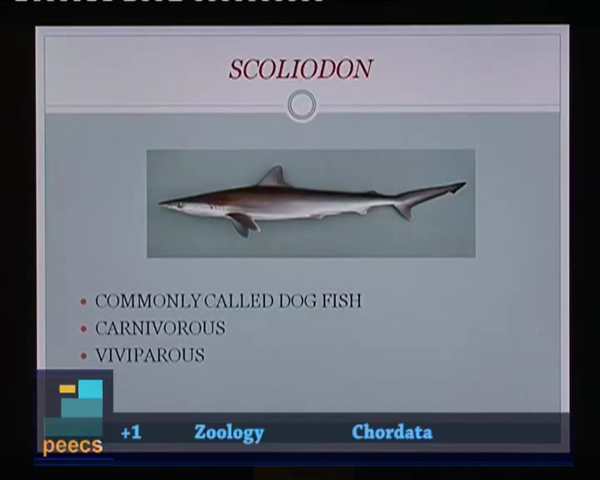 SCOLIODON
• COMMONLY CALLED DOG FISH
• CARNIVOROUS
• VIVIPAROUS
peecs
+1 Zoology Chordata